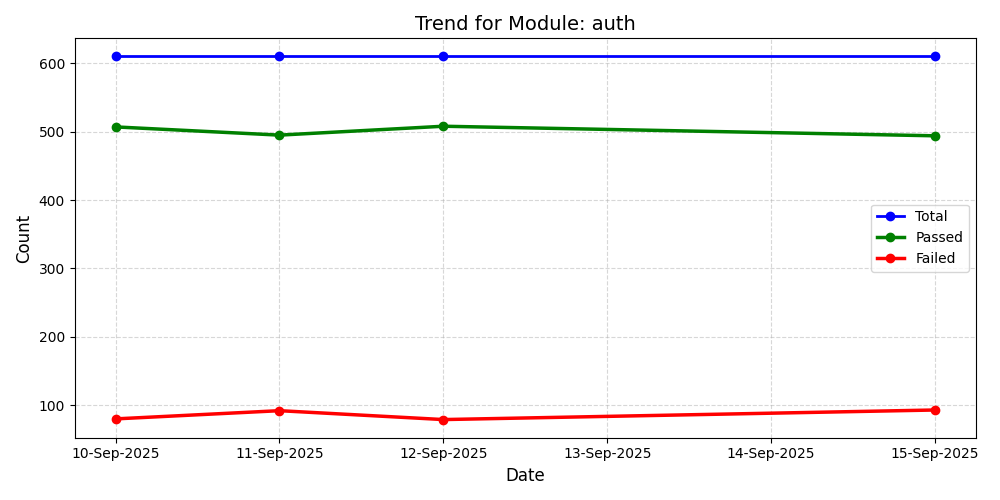 Trend for Module: auth
600
500
400
300
200
100
Count
Total
Passed
Failed
10-Sep-2025
11-Sep-2025
12-Sep-2025
13-Sep-2025
14-Sep-2025
15-Sep-2025
Date